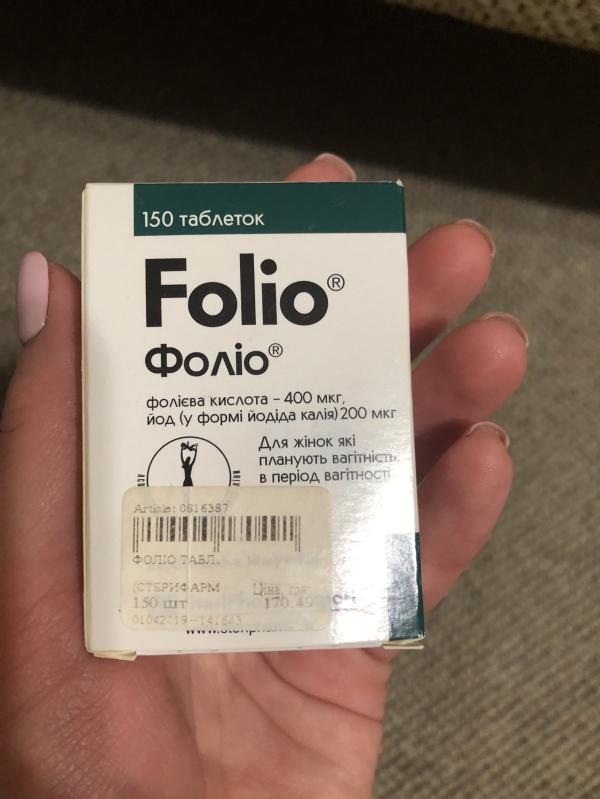 150 таблеток
Folio®
Фоліо®
фолієва кислота – 400 мкг,
йод (у формі йодіда калія) 200 мкг
Для жінок які
планують вагітність,
в період вагітності
Article: 0816387
ФОЛІО ТАБЛ.
(СТЕРИФАРМ
Ціна, грн:
150 шт
170.49
01042019-141643